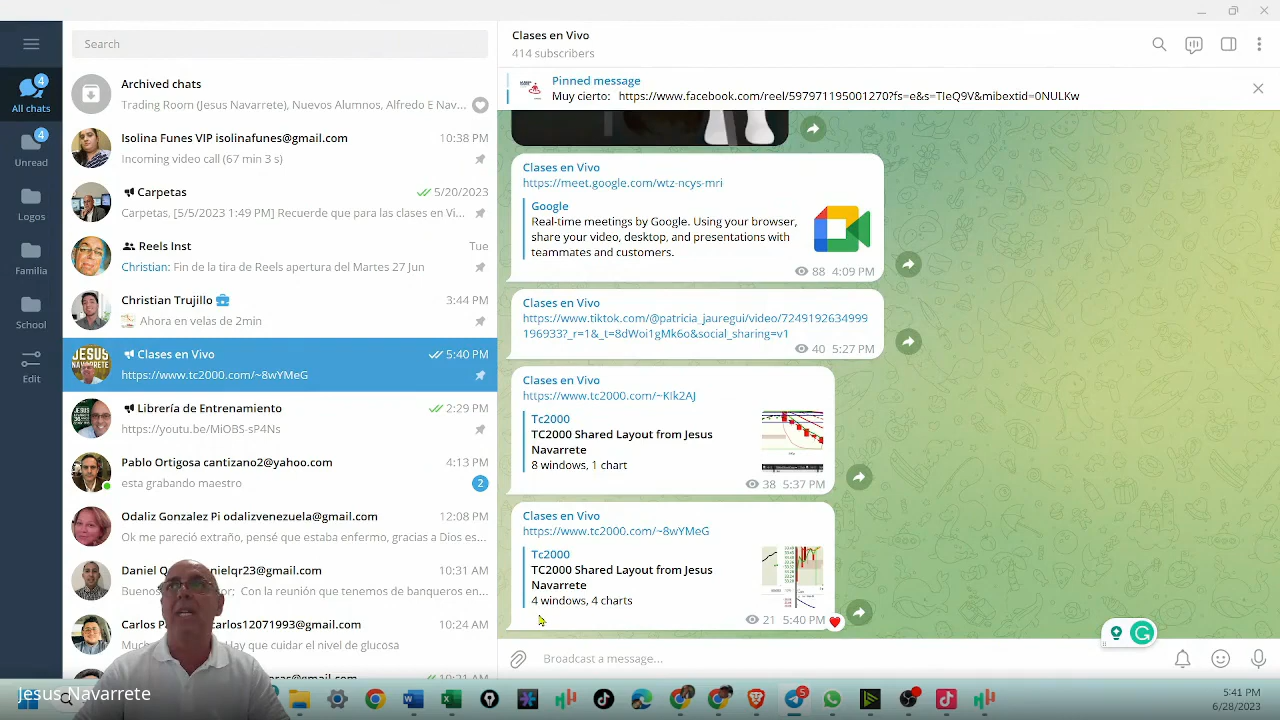 Search
All chats
Unread
Logos
Familia
School
Edit
4
4
Archived chats
Trading Room (Jesus Navarrete), Nuevos Alumnos, Alfredo E Nav...
Isolina Funes VIP isolinafunes@gmail.com
10:38 PM
Incoming video call (67 min 3 s)
Carpetas
5/20/2023
Carpetas, [5/5/2023 1:49 PM] Recuerde que para las clases en Vi...
Reels Inst
Tue
Christian: Fin de la tira de Reels apertura del Martes 27 Jun
Christian Trujillo
3:44 PM
Ahora en velas de 2min
JESUS
NAVARRETE
Clases en Vivo
5:40 PM
https://www.tc2000.com/~8wYMeG
Librería de Entrenamiento
2:29 PM
https://youtu.be/MiOBS-sP4Ns
Pablo Ortigosa cantizano2@yahoo.com
4:13 PM
esta grabando maestro
2
Odaliz Gonzalez Pi odalizvenezuela@gmail.com
12:08 PM
Ok me pareció extraño, pensé que estaba enfermo, gracias a Dios es...
Daniel Q
nielqr23@gmail.com
10:31 AM
Buenos
or: Con la reunión que tenemos de banqueros en...
Carlos P
carlos12071993@gmail.com
10:24 AM
Much
Hay que cuidar el nivel de glucosa
Clases en Vivo
414 subscribers
Pinned message
Muy cierto: https://www.facebook.com/reel/597971195001270?fs=e&s=TIeQ9V&mibextid=0NULKw
Clases en Vivo
https://meet.google.com/wtz-ncys-mri
Google
Real-time meetings by Google. Using your browser,
share your video, desktop, and presentations with
teammates and customers.
88 4:09 PM
Clases en Vivo
https://www.tiktok.com/@patricia_jauregui/video/7249192634999
196933?_r=1&_t=8dWoi1gMk6o&social_sharing=v1
40 5:27 PM
Clases en Vivo
https://www.tc2000.com/~KIk2AJ
Tc2000
TC2000 Shared Layout from Jesus
Navarrete
8 windows, 1 chart
38 5:37 PM
Clases en Vivo
https://www.tc2000.com/~8wYMeG
Tc2000
TC2000 Shared Layout from Jesus
Navarrete
4 windows, 4 charts
21 5:40 PM
Broadcast a message...
Jesus Navarrete
5
5:41 PM
6/28/2023